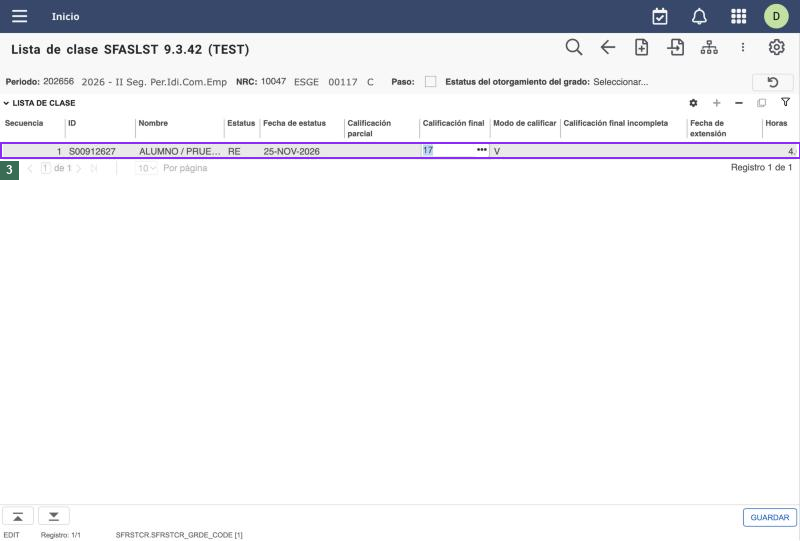 Inicio
D
Lista de clase SFASLST 9.3.42 (TEST)
Periodo: 202656 2026 - II Seg. Per.Idi.Com.Emp NRC: 10047 ESGE 00117 C Paso: Estatus del otorgamiento del grado: Seleccionar...
LISTA DE CLASE
Secuencia ID Nombre Estatus Fecha de estatus Calificación parcial Calificación final Modo de calificar Calificación final incompleta Fecha de extensión Horas
1 S00912627 ALUMNO / PRUE... RE 25-NOV-2026 17 ••• V 4.
3 1 de 1 10 Por página Registro 1 de 1
GUARDAR
EDIT Registro: 1/1 SFRSTCR.SFRSTCR_GRDE_CODE [1]